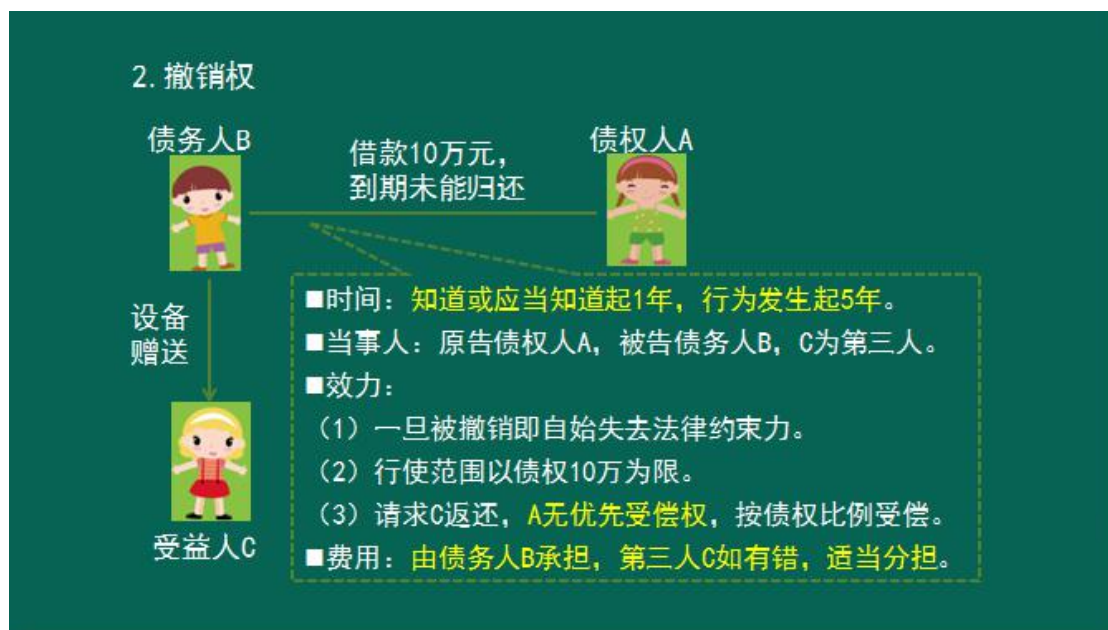 2.撤销权
债务人B
债权人A
借款10万元，
到期未能归还
设备
赠送
受益人C
■时间：知道或应当知道起1年，行为发生起5年。
■当事人：原告债权人A，被告债务人B，C为第三人。
■效力：
（1）一旦被撤销即自始失去法律约束力。
（2）行使范围以债权10万为限。
（3）请求C返还，A无优先受偿权，按债权比例受偿。
■费用：由债务人B承担，第三人C如有错，适当分担。